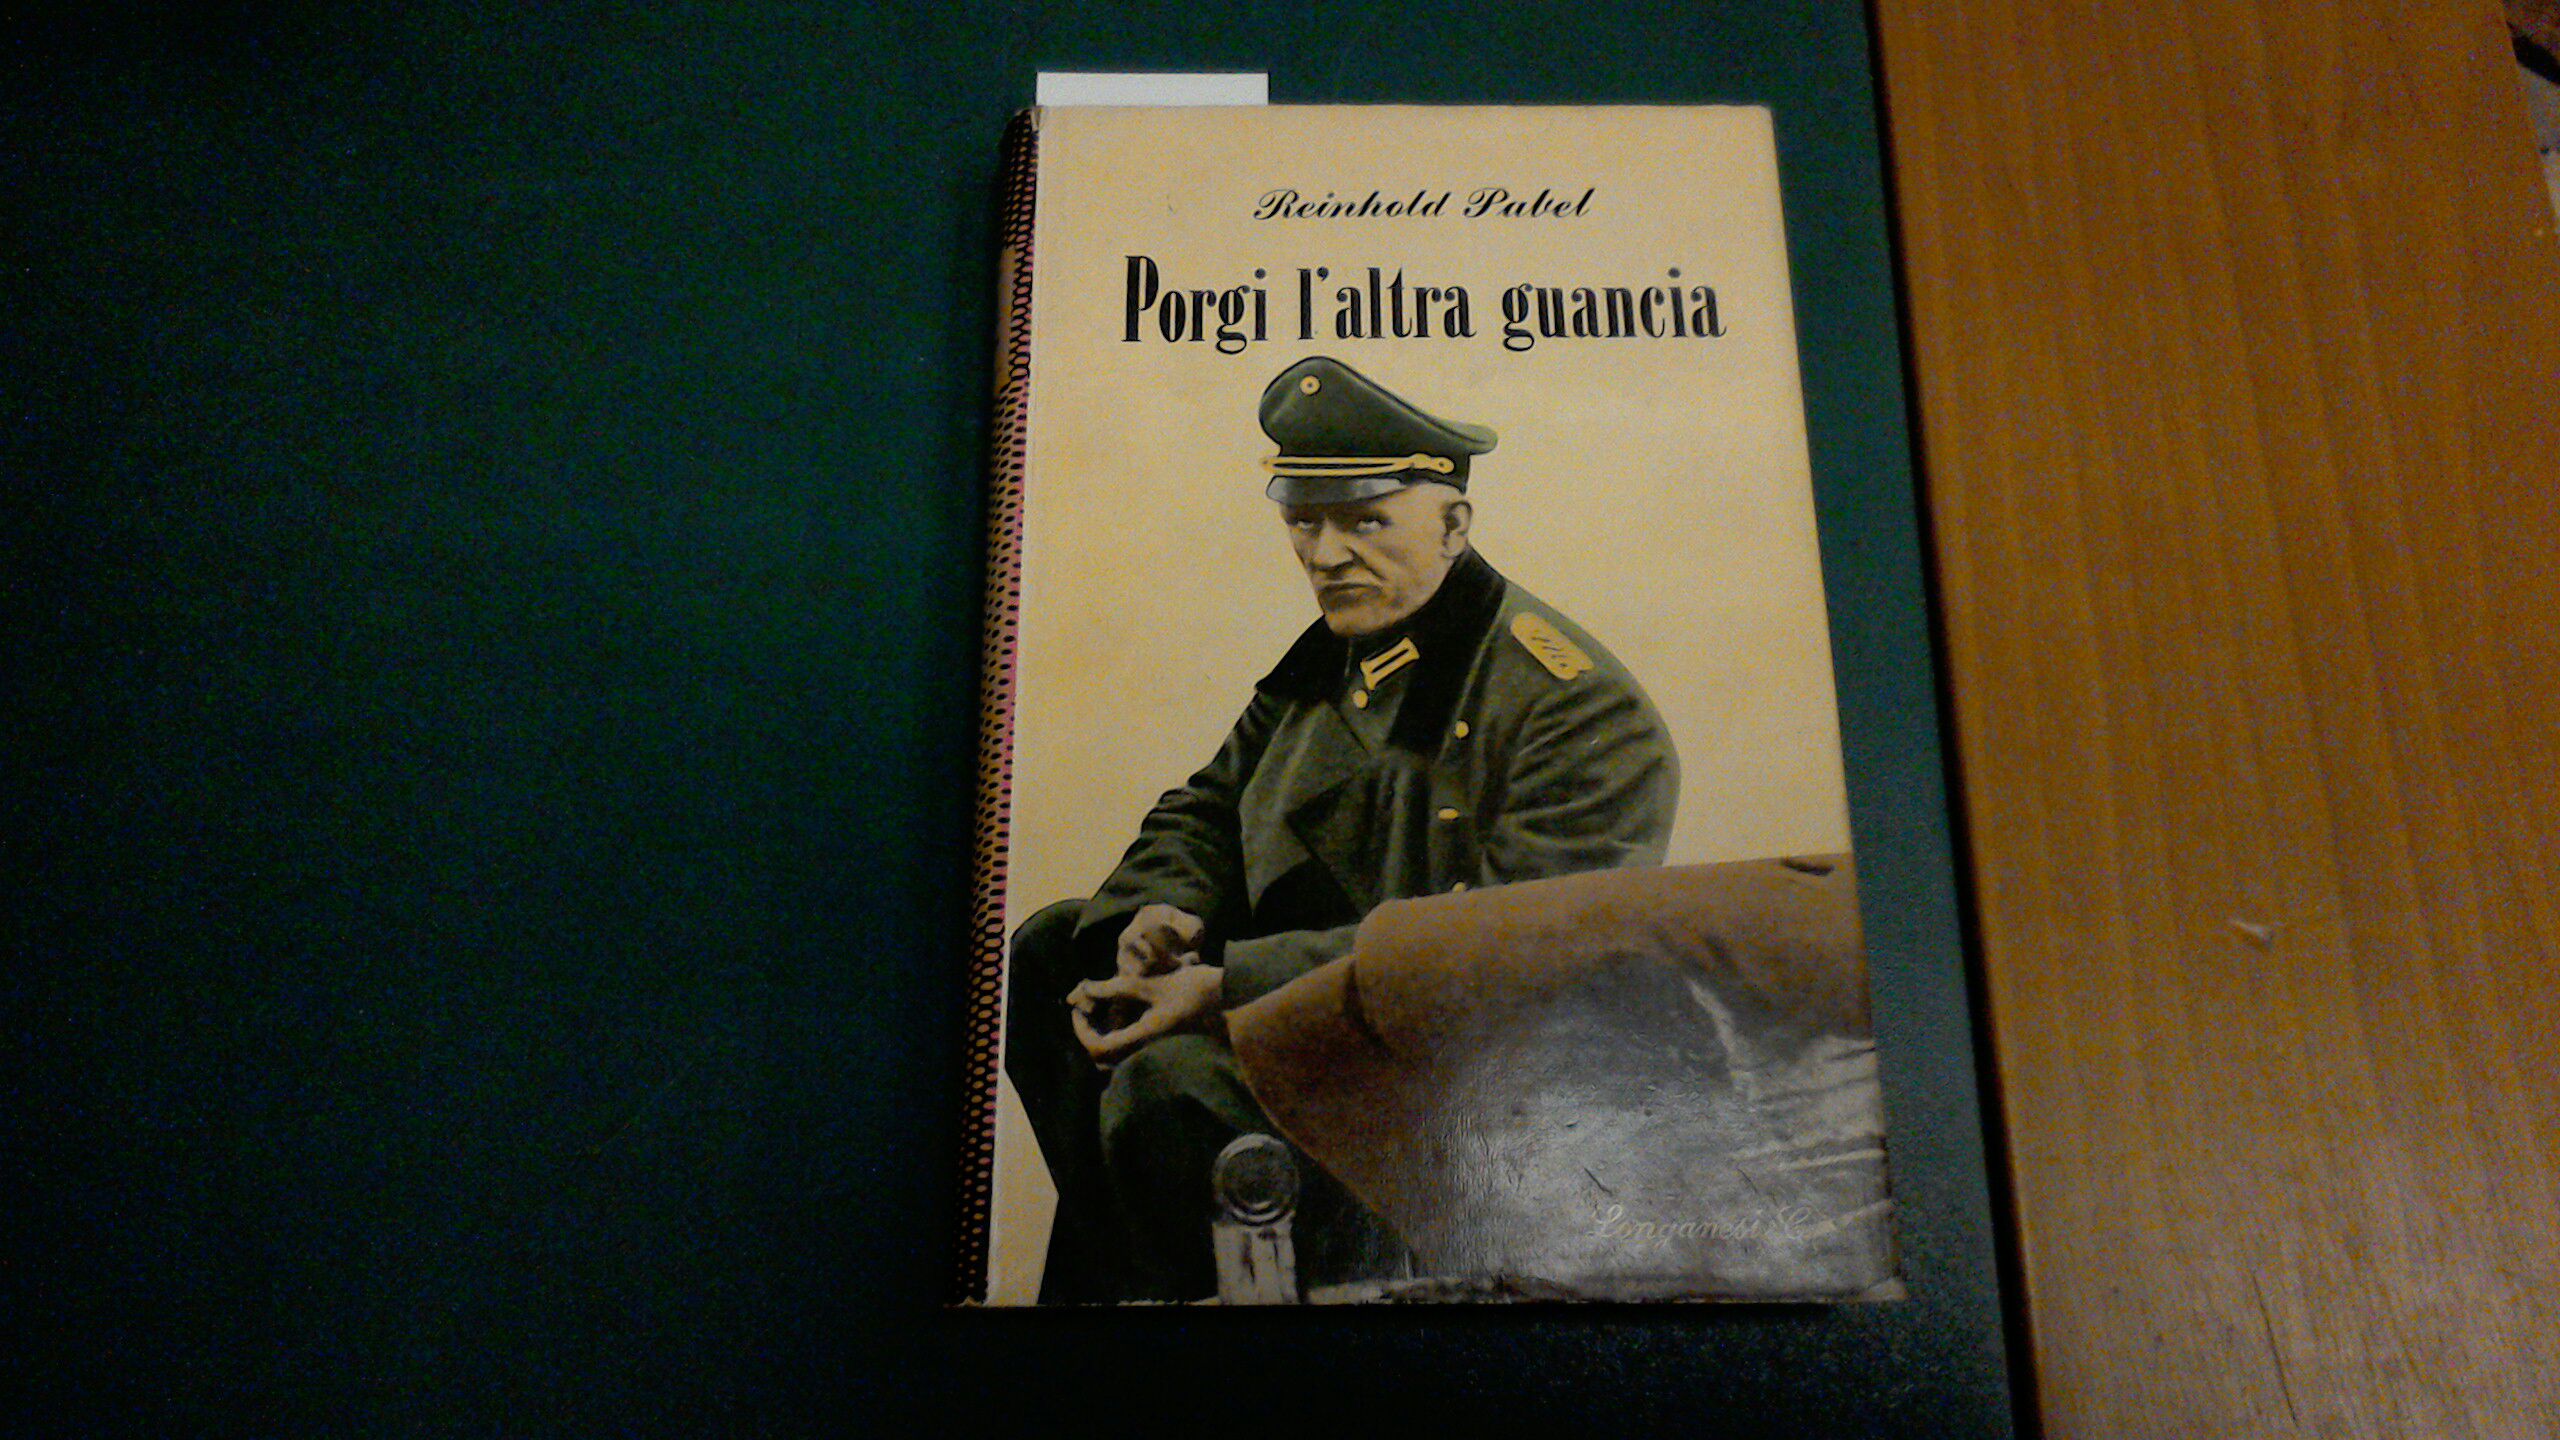 Reinhold Pabel
Porgi l'altra guancia
Longanesi & C.